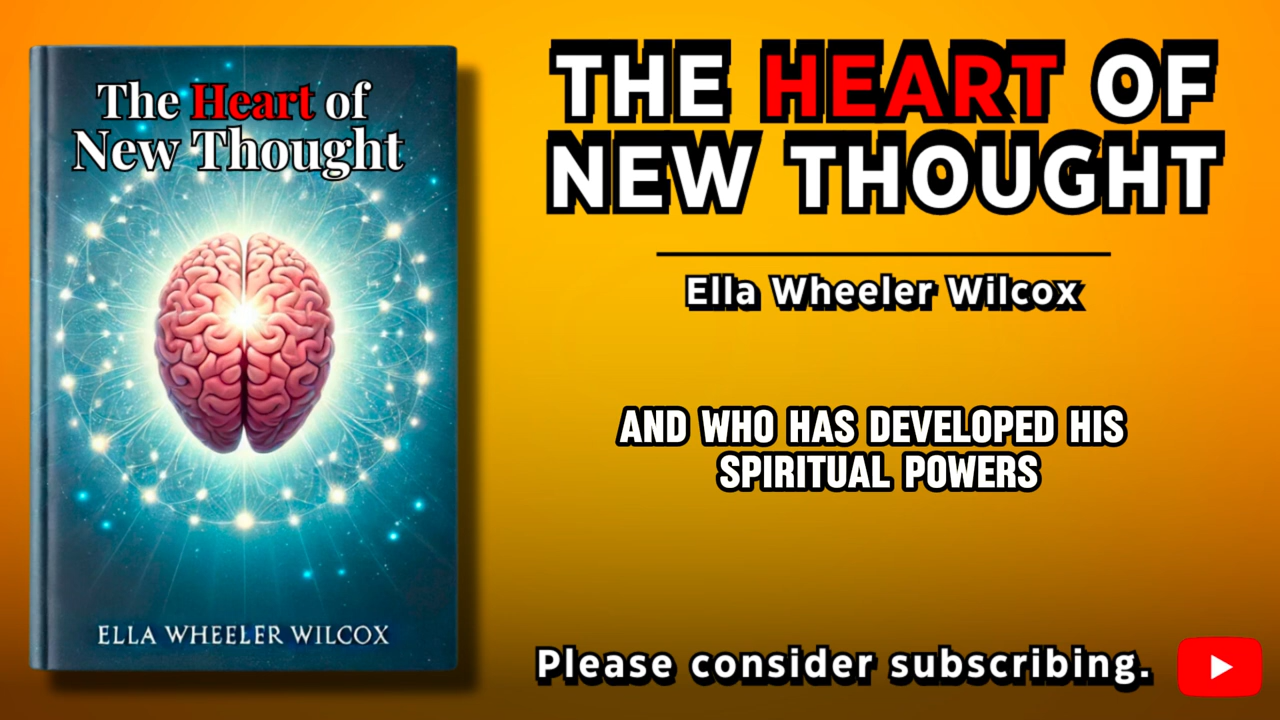 The Heart of
New Thought
ELLA WHEELER WILCOX
THE HEART OF
NEW THOUGHT
Ella Wheeler Wilcox
AND WHO HAS DEVELOPED HIS
SPIRITUAL POWERS
Please consider subscribing.